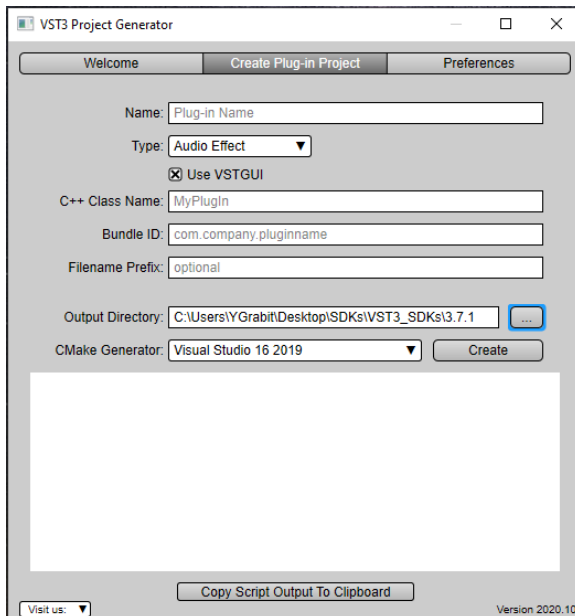 VST3 Project Generator
Welcome Create Plug-in Project Preferences
Name: Plug-in Name
Type: Audio Effect
Use VSTGUI
C++ Class Name: MyPlugIn
Bundle ID: com.company.pluginname
Filename Prefix: optional
Output Directory: C:\Users\YGrabit\Desktop\SDKs\VST3_SDKs\3.7.1 ...
CMake Generator: Visual Studio 16 2019 Create
Copy Script Output To Clipboard
Visit us: Version 2020.10